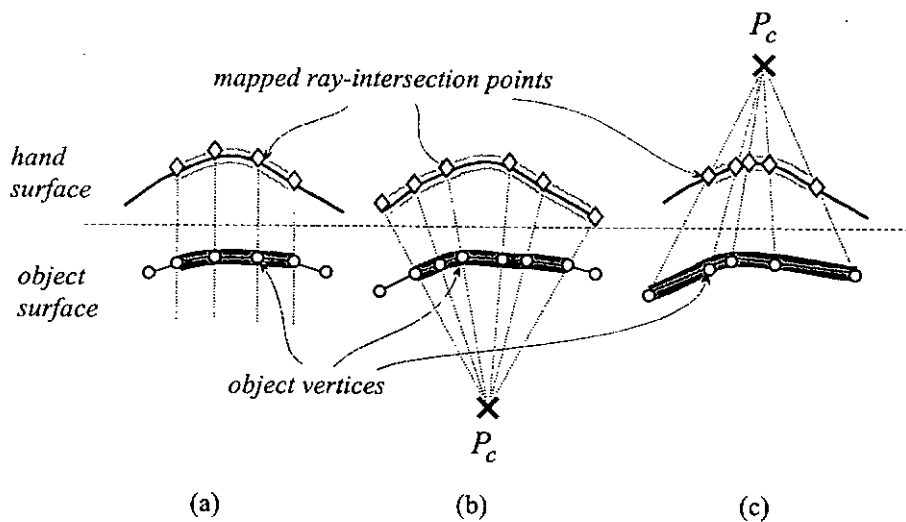 P_c
mapped ray-intersection points
hand
surface
object
surface
object vertices
P_c
(a)
(b)
(c)